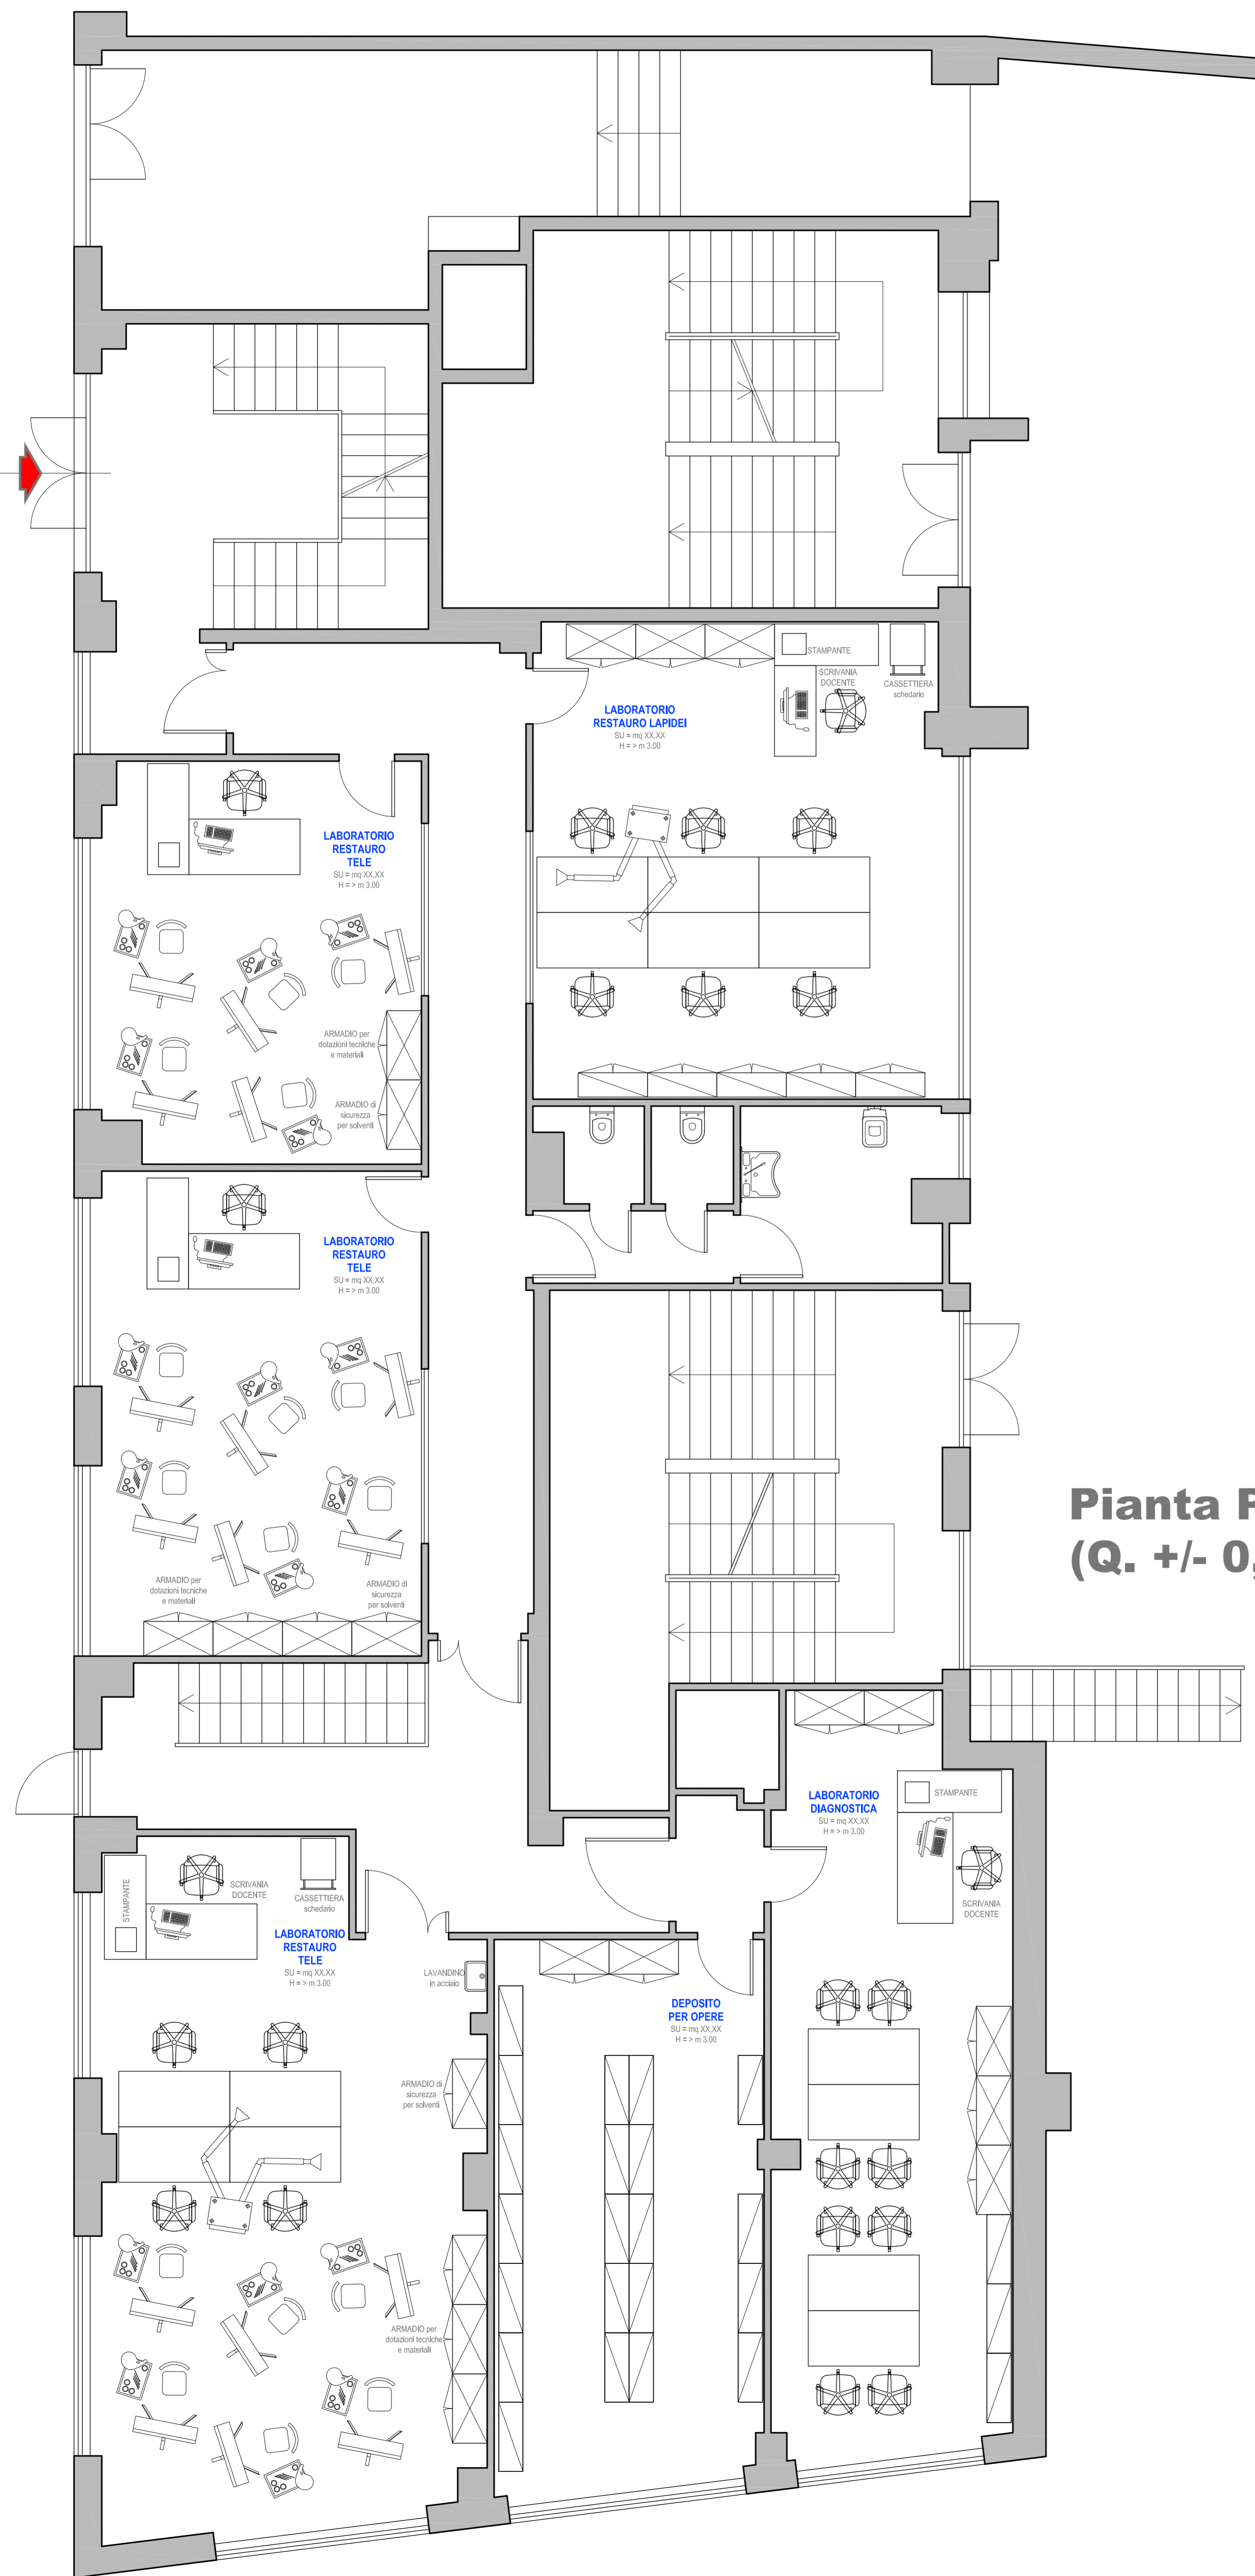 STAMPANTE
SCRIVANIA
DOCENTE
CASSETTIERA
schedario
LABORATORIO
RESTAURO LAPIDEI
SU = mq XX,XX
H = > m 3.00
LABORATORIO
RESTAURO
TELE
SU = mq XX,XX
H = > m 3.00
ARMADIO per
dotazioni tecniche
e materiali
ARMADIO di
sicurezza
per solventi
LABORATORIO
RESTAURO
TELE
SU = mq XX,XX
H = > m 3.00
Pianta P
(Q. +/- 0,
ARMADIO per
dotazioni tecniche
e materiali
ARMADIO di
sicurezza
per solventi
LABORATORIO
DIAGNOSTICA
SU = mq XX,XX
H = > m 3.00
STAMPANTE
SCRIVANIA
DOCENTE
STAMPANTE
SCRIVANIA
DOCENTE
CASSETTIERA
schedario
LABORATORIO
RESTAURO
TELE
SU = mq XX,XX
H = > m 3.00
LAVANDINO
in acciaio
DEPOSITO
PER OPERE
SU = mq XX,XX
H = > m 3.00
ARMADIO di
sicurezza
per solventi
ARMADIO per
dotazioni tecniche
e materiali